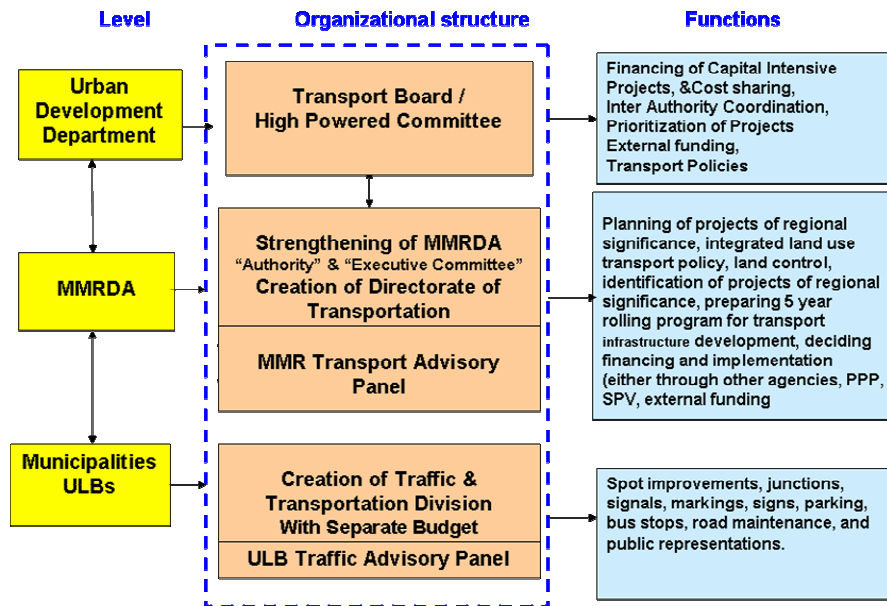 Level
Organizational structure
Functions
Urban
Development
Department
Transport Board /
High Powered Committee
Financing of Capital Intensive
Projects, &Cost sharing,
Inter Authority Coordination,
Prioritization of Projects
External funding,
Transport Policies
MMRDA
Strengthening of MMRDA
“Authority” & “Executive Committee”
Creation of Directorate of
Transportation
MMR Transport Advisory
Panel
Planning of projects of regional
significance, integrated land use
transport policy, land control,
identification of projects of regional
significance, preparing 5 year
rolling program for transport
infrastructure development, deciding
financing and implementation
(either through other agencies, PPP,
SPV, external funding
Municipalities
ULBs
Creation of Traffic &
Transportation Division
With Separate Budget
ULB Traffic Advisory Panel
Spot improvements, junctions,
signals, markings, signs, parking,
bus stops, road maintenance, and
public representations.